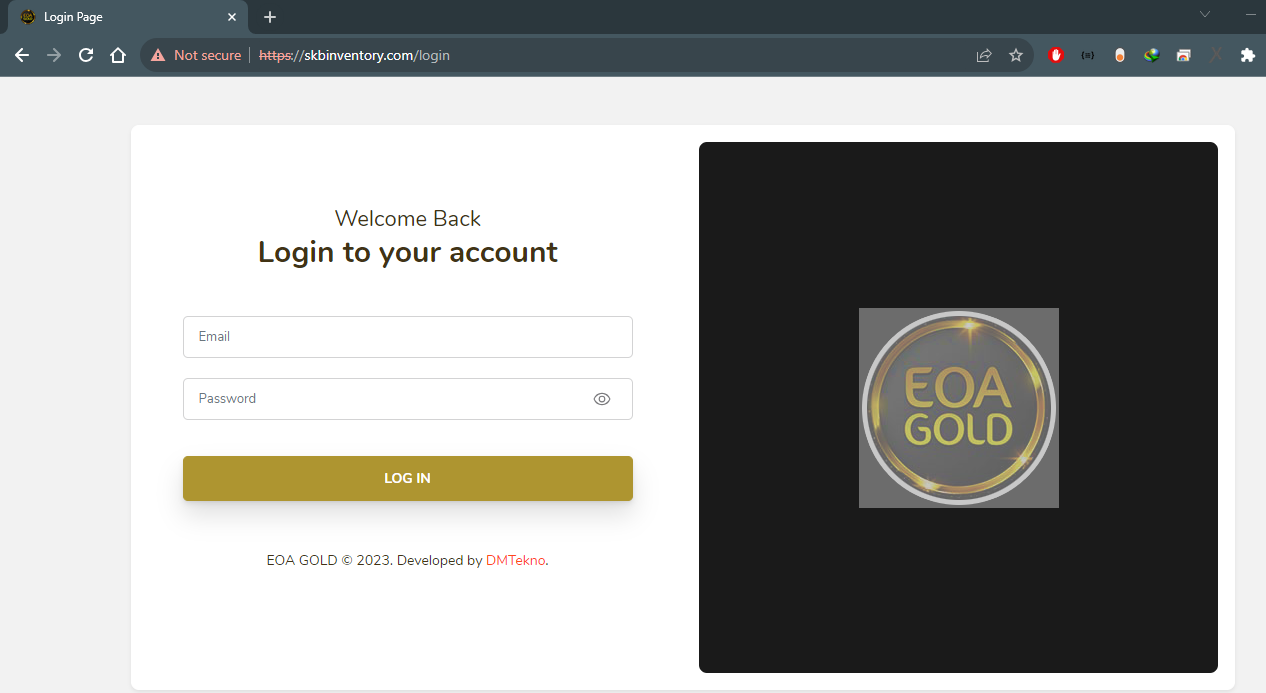 Login Page
Not secure
https://skbinventory.com/login
Welcome Back
Login to your account
Email
Password
LOG IN
EOA GOLD © 2023. Developed by DMTekno.
EOA
GOLD